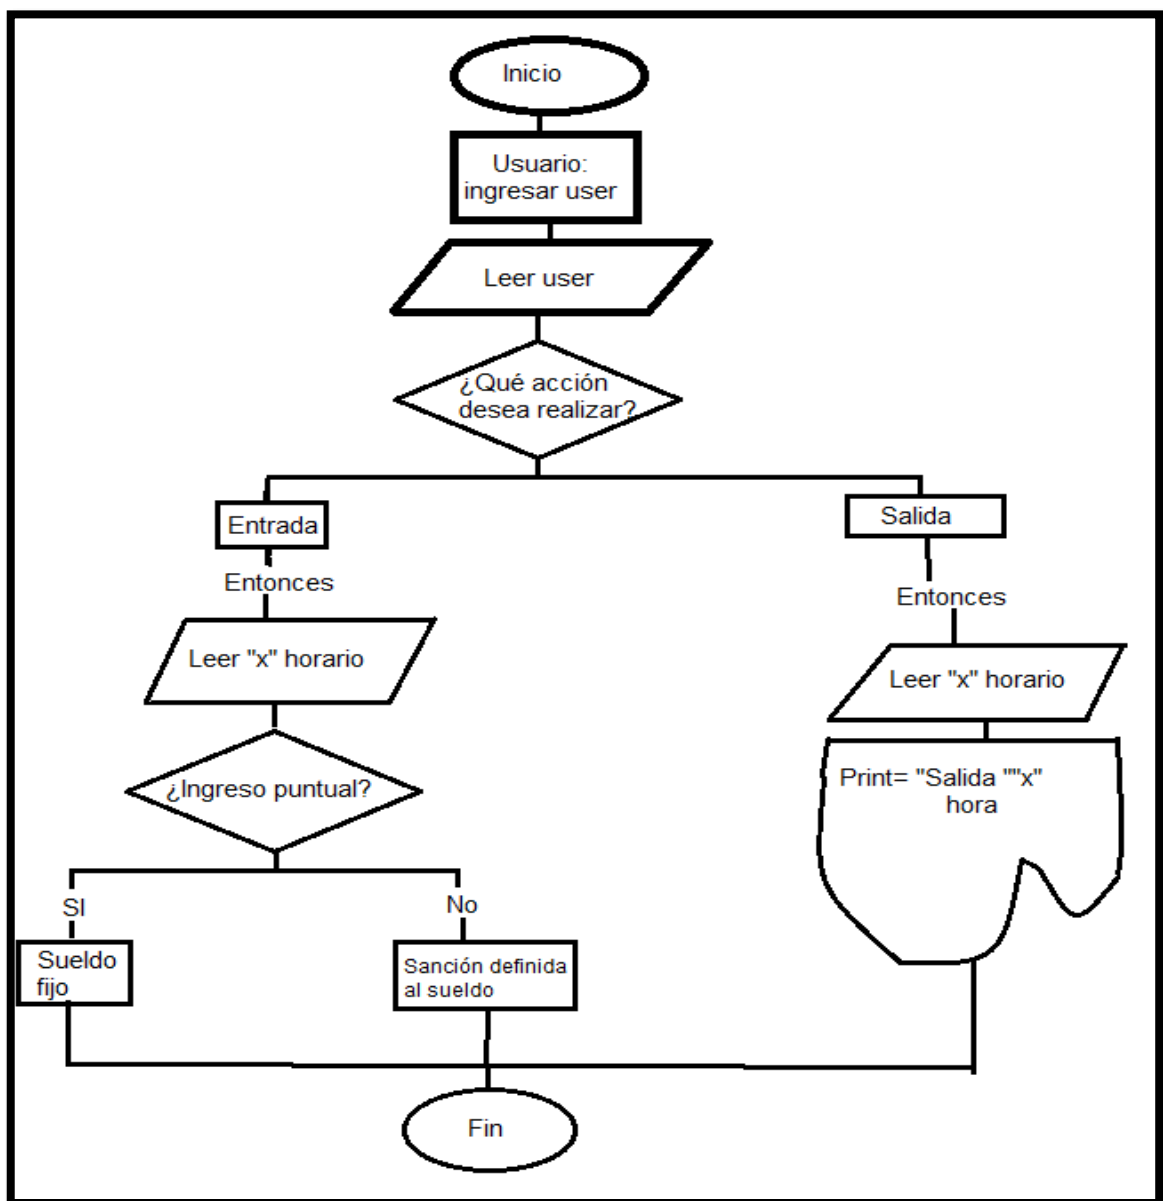 Inicio
Usuario:
ingresar user
Leer user
¿Qué acción
desea realizar?
Entrada
Salida
Entonces
Entonces
Leer "x" horario
Leer "x" horario
¿Ingreso puntual?
Print= "Salida ""x"
hora
SI
No
Sueldo
fijo
Sanción definida
al sueldo
Fin